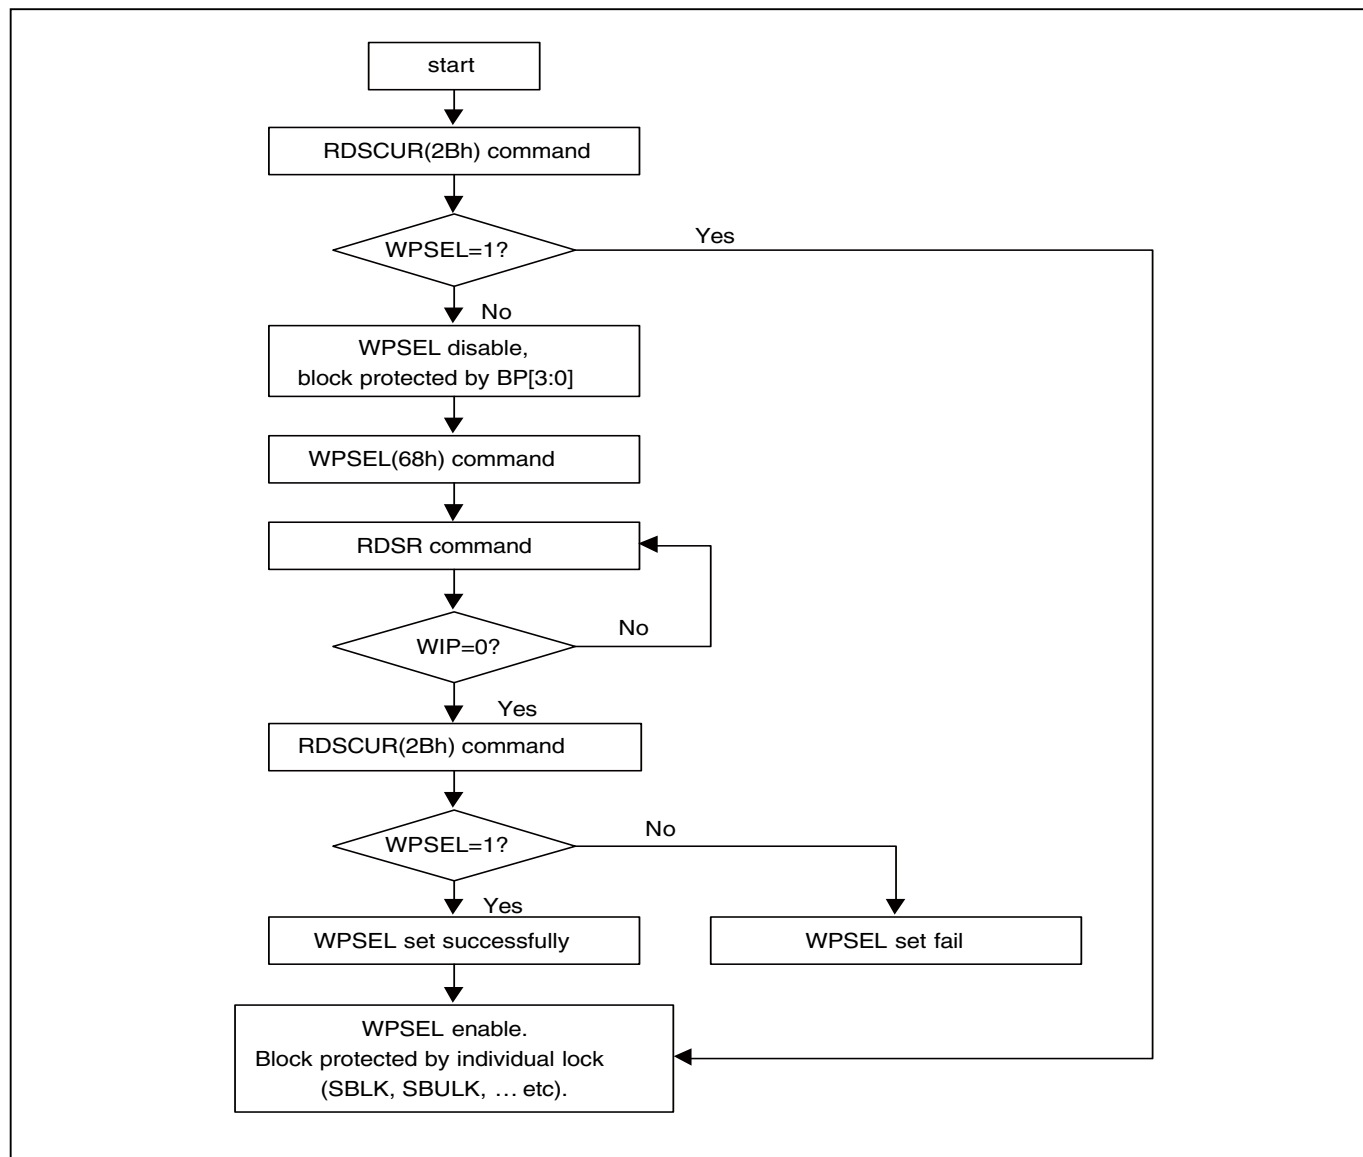 start
RDSCUR(2Bh) command
WPSEL=1?
Yes
No
WPSEL disable,
block protected by BP[3:0]
WPSEL(68h) command
RDSR command
WIP=0?
No
Yes
RDSCUR(2Bh) command
WPSEL=1?
No
Yes
WPSEL set successfully
WPSEL set fail
WPSEL enable.
Block protected by individual lock
(SBLK, SBULK, … etc).